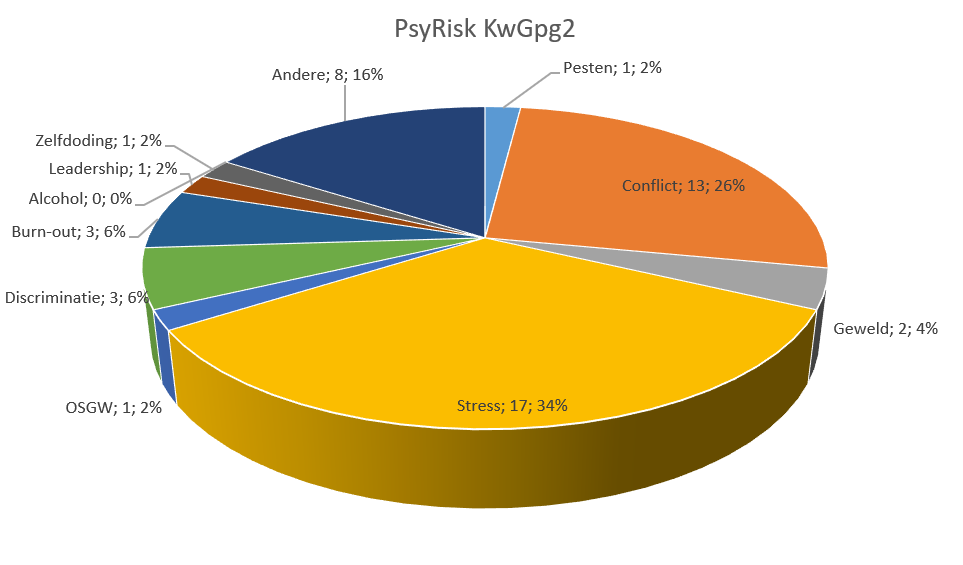 PsyRisk KwGpg2
Pesten; 1; 2%
Andere; 8; 16%
Zelfdoding; 1; 2%
Leadership; 1; 2%
Conflict; 13; 26%
Alcohol; 0; 0%
Burn-out; 3; 6%
Discriminatie; 3; 6%
Geweld; 2; 4%
Stress; 17; 34%
OSGW; 1; 2%